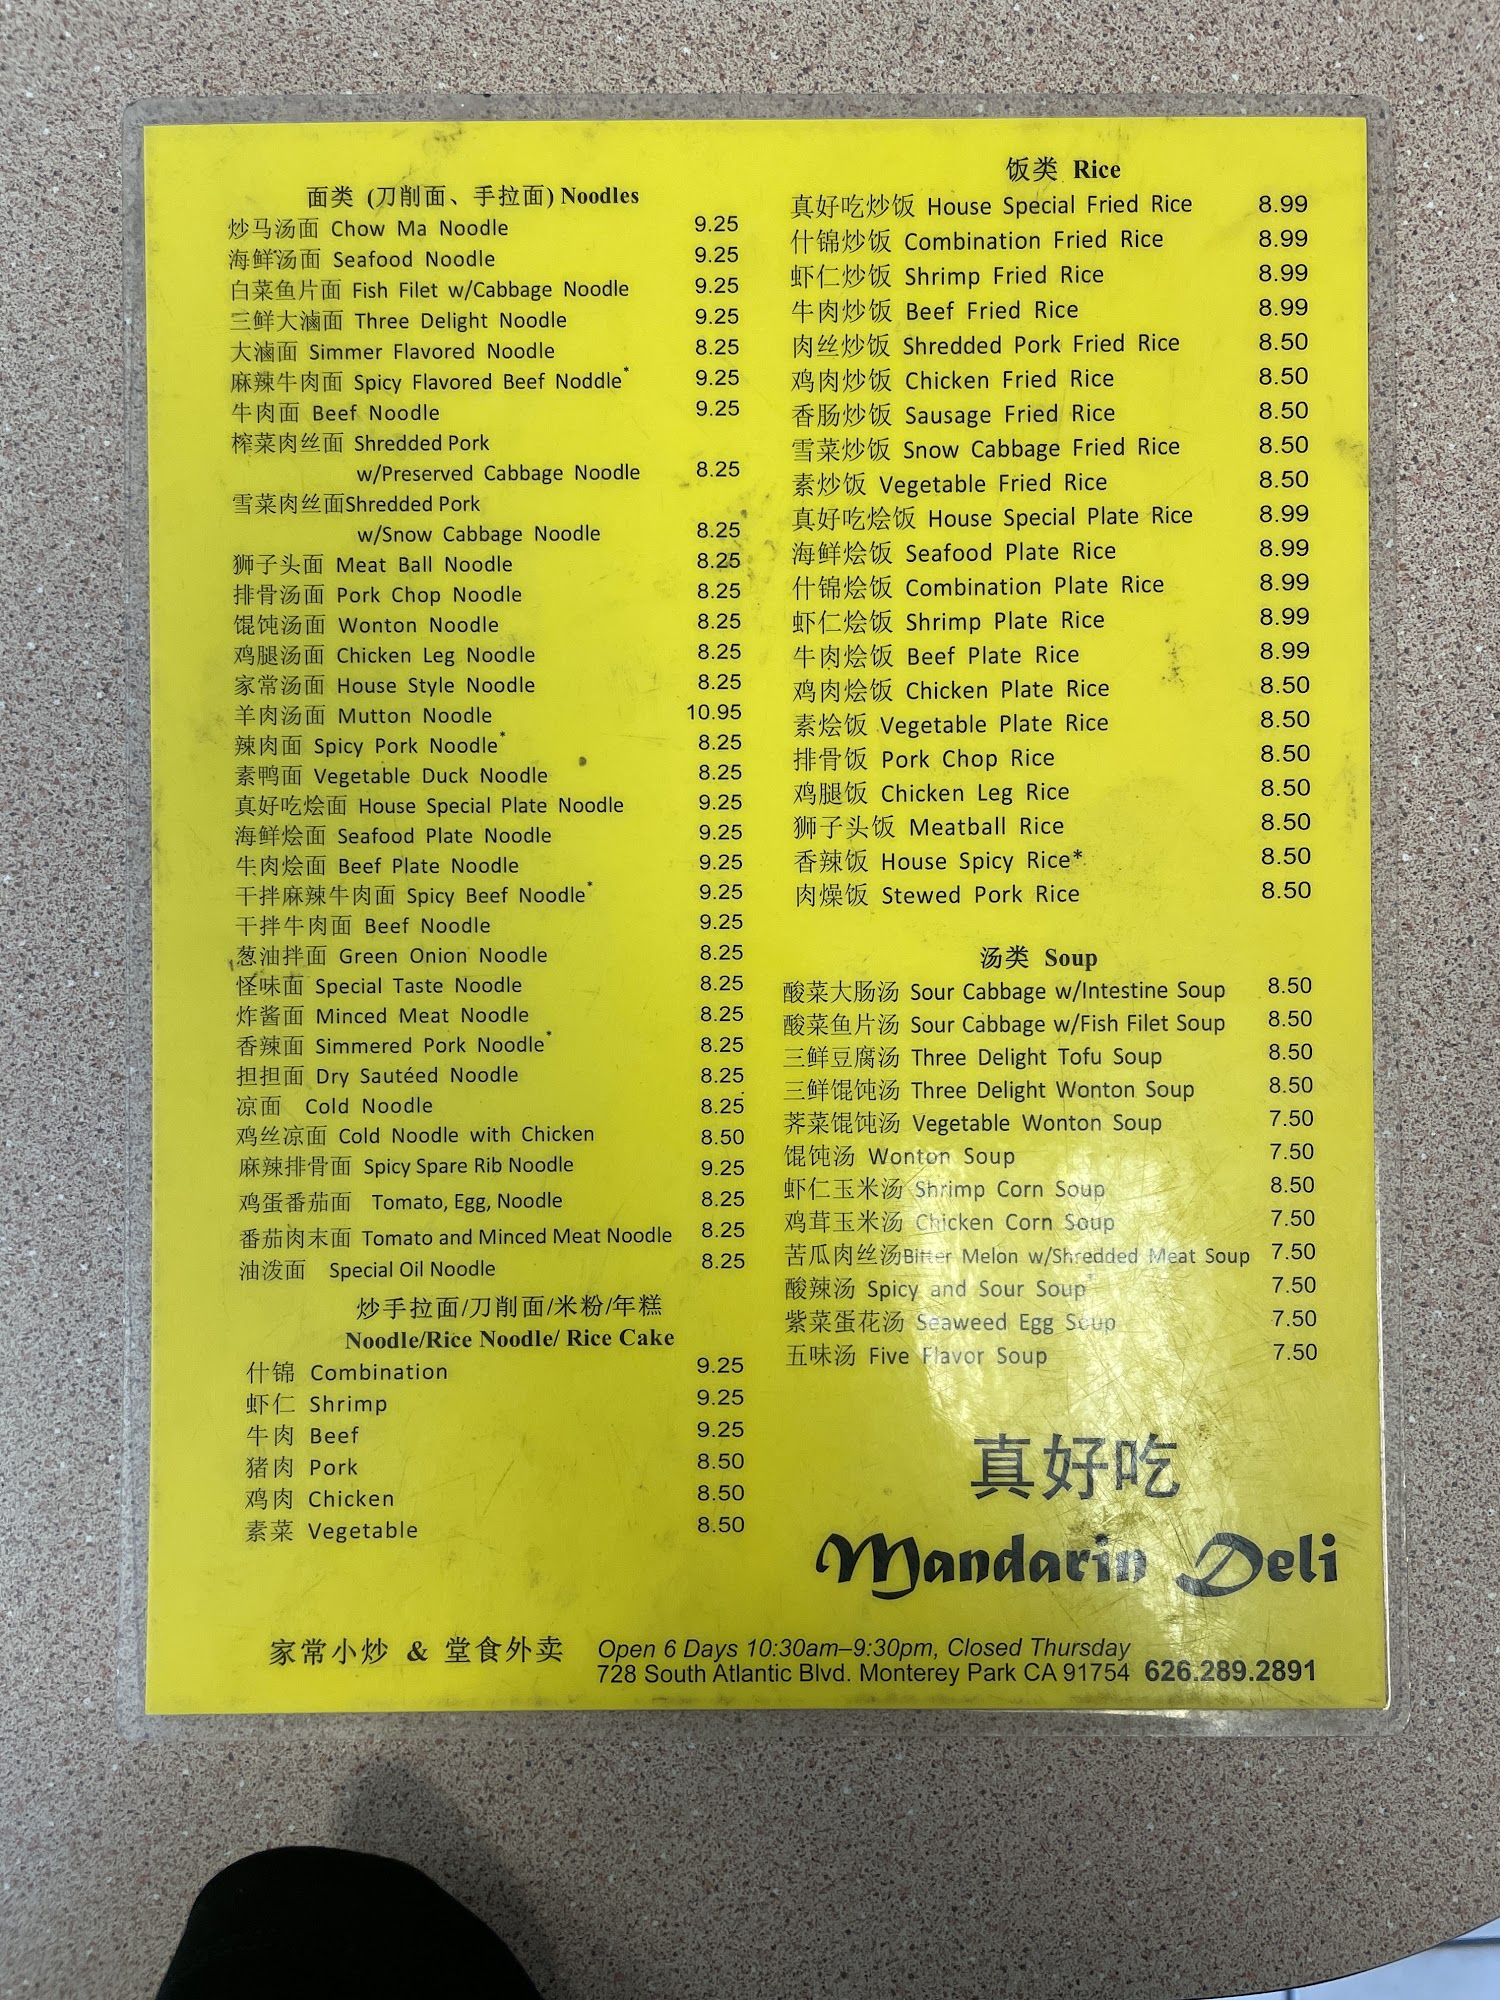 面类 (刀削面、手拉面) Noodles
炒马汤面 Chow Ma Noodle 9.25
海鲜汤面 Seafood Noodle 9.25
白菜鱼片面 Fish Filet w/Cabbage Noodle 9.25
三鲜大滷面 Three Delight Noodle 9.25
大滷面 Simmer Flavored Noodle 8.25
麻辣牛肉面 Spicy Flavored Beef Noddle* 9.25
牛肉面 Beef Noodle 9.25
榨菜肉丝面 Shredded Pork
w/Preserved Cabbage Noodle 8.25
雪菜肉丝面Shredded Pork
w/Snow Cabbage Noodle 8.25
狮子头面 Meat Ball Noodle 8.25
排骨汤面 Pork Chop Noodle 8.25
馄饨汤面 Wonton Noodle 8.25
鸡腿汤面 Chicken Leg Noodle 8.25
家常汤面 House Style Noodle 8.25
羊肉汤面 Mutton Noodle 10.95
辣肉面 Spicy Pork Noodle* 8.25
素鸭面 Vegetable Duck Noodle 8.25
真好吃烩面 House Special Plate Noodle 9.25
海鲜烩面 Seafood Plate Noodle 9.25
牛肉烩面 Beef Plate Noodle 9.25
干拌麻辣牛肉面 Spicy Beef Noodle* 9.25
干拌牛肉面 Beef Noodle 9.25
葱油拌面 Green Onion Noodle 8.25
怪味面 Special Taste Noodle 8.25
炸酱面 Minced Meat Noodle 8.25
香辣面 Simmered Pork Noodle* 8.25
担担面 Dry Sautéed Noodle 8.25
凉面 Cold Noodle 8.25
鸡丝凉面 Cold Noodle with Chicken 8.50
麻辣排骨面 Spicy Spare Rib Noodle 9.25
鸡蛋番茄面 Tomato, Egg, Noodle 8.25
番茄肉末面 Tomato and Minced Meat Noodle 8.25
油泼面 Special Oil Noodle 8.25
炒手拉面/刀削面/米粉/年糕
Noodle/Rice Noodle/ Rice Cake
什锦 Combination 9.25
虾仁 Shrimp 9.25
牛肉 Beef 9.25
猪肉 Pork 8.50
鸡肉 Chicken 8.50
素菜 Vegetable 8.50
饭类 Rice
真好吃炒饭 House Special Fried Rice 8.99
什锦炒饭 Combination Fried Rice 8.99
虾仁炒饭 Shrimp Fried Rice 8.99
牛肉炒饭 Beef Fried Rice 8.99
肉丝炒饭 Shredded Pork Fried Rice 8.50
鸡肉炒饭 Chicken Fried Rice 8.50
香肠炒饭 Sausage Fried Rice 8.50
雪菜炒饭 Snow Cabbage Fried Rice 8.50
素炒饭 Vegetable Fried Rice 8.50
真好吃烩饭 House Special Plate Rice 8.99
海鲜烩饭 Seafood Plate Rice 8.99
什锦烩饭 Combination Plate Rice 8.99
虾仁烩饭 Shrimp Plate Rice 8.99
牛肉烩饭 Beef Plate Rice 8.99
鸡肉烩饭 Chicken Plate Rice 8.50
素烩饭 Vegetable Plate Rice 8.50
排骨饭 Pork Chop Rice 8.50
鸡腿饭 Chicken Leg Rice 8.50
狮子头饭 Meatball Rice 8.50
香辣饭 House Spicy Rice* 8.50
肉燥饭 Stewed Pork Rice 8.50
汤类 Soup
酸菜大肠汤 Sour Cabbage w/Intestine Soup 8.50
酸菜鱼片汤 Sour Cabbage w/Fish Filet Soup 8.50
三鲜豆腐汤 Three Delight Tofu Soup 8.50
三鲜馄饨汤 Three Delight Wonton Soup 8.50
荠菜馄饨汤 Vegetable Wonton Soup 7.50
馄饨汤 Wonton Soup 7.50
虾仁玉米汤 Shrimp Corn Soup 8.50
鸡茸玉米汤 Chicken Corn Soup 7.50
苦瓜肉丝汤Bitter Melon w/Shredded Meat Soup 7.50
酸辣汤 Spicy and Sour Soup* 7.50
紫菜蛋花汤 Seaweed Egg Soup 7.50
五味汤 Five Flavor Soup 7.50
真好吃
Mandarin Deli
家常小炒 & 堂食外卖
Open 6 Days 10:30am–9:30pm, Closed Thursday
728 South Atlantic Blvd. Monterey Park CA 91754 626.289.2891